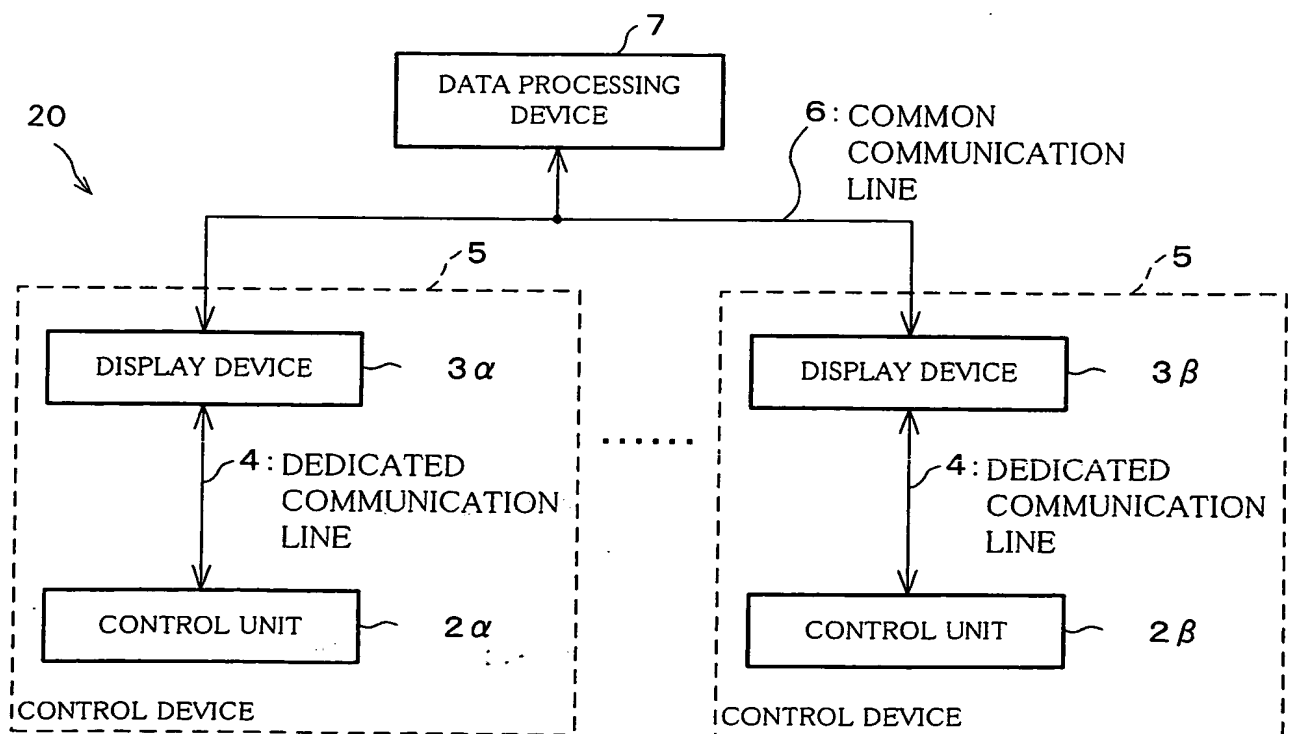 7
DATA PROCESSING
DEVICE
20
6: COMMON
COMMUNICATION
LINE
5
5
DISPLAY DEVICE
3α
DISPLAY DEVICE
3β
......
4: DEDICATED
COMMUNICATION
LINE
4: DEDICATED
COMMUNICATION
LINE
CONTROL UNIT
2α
CONTROL UNIT
2β
CONTROL DEVICE
CONTROL DEVICE